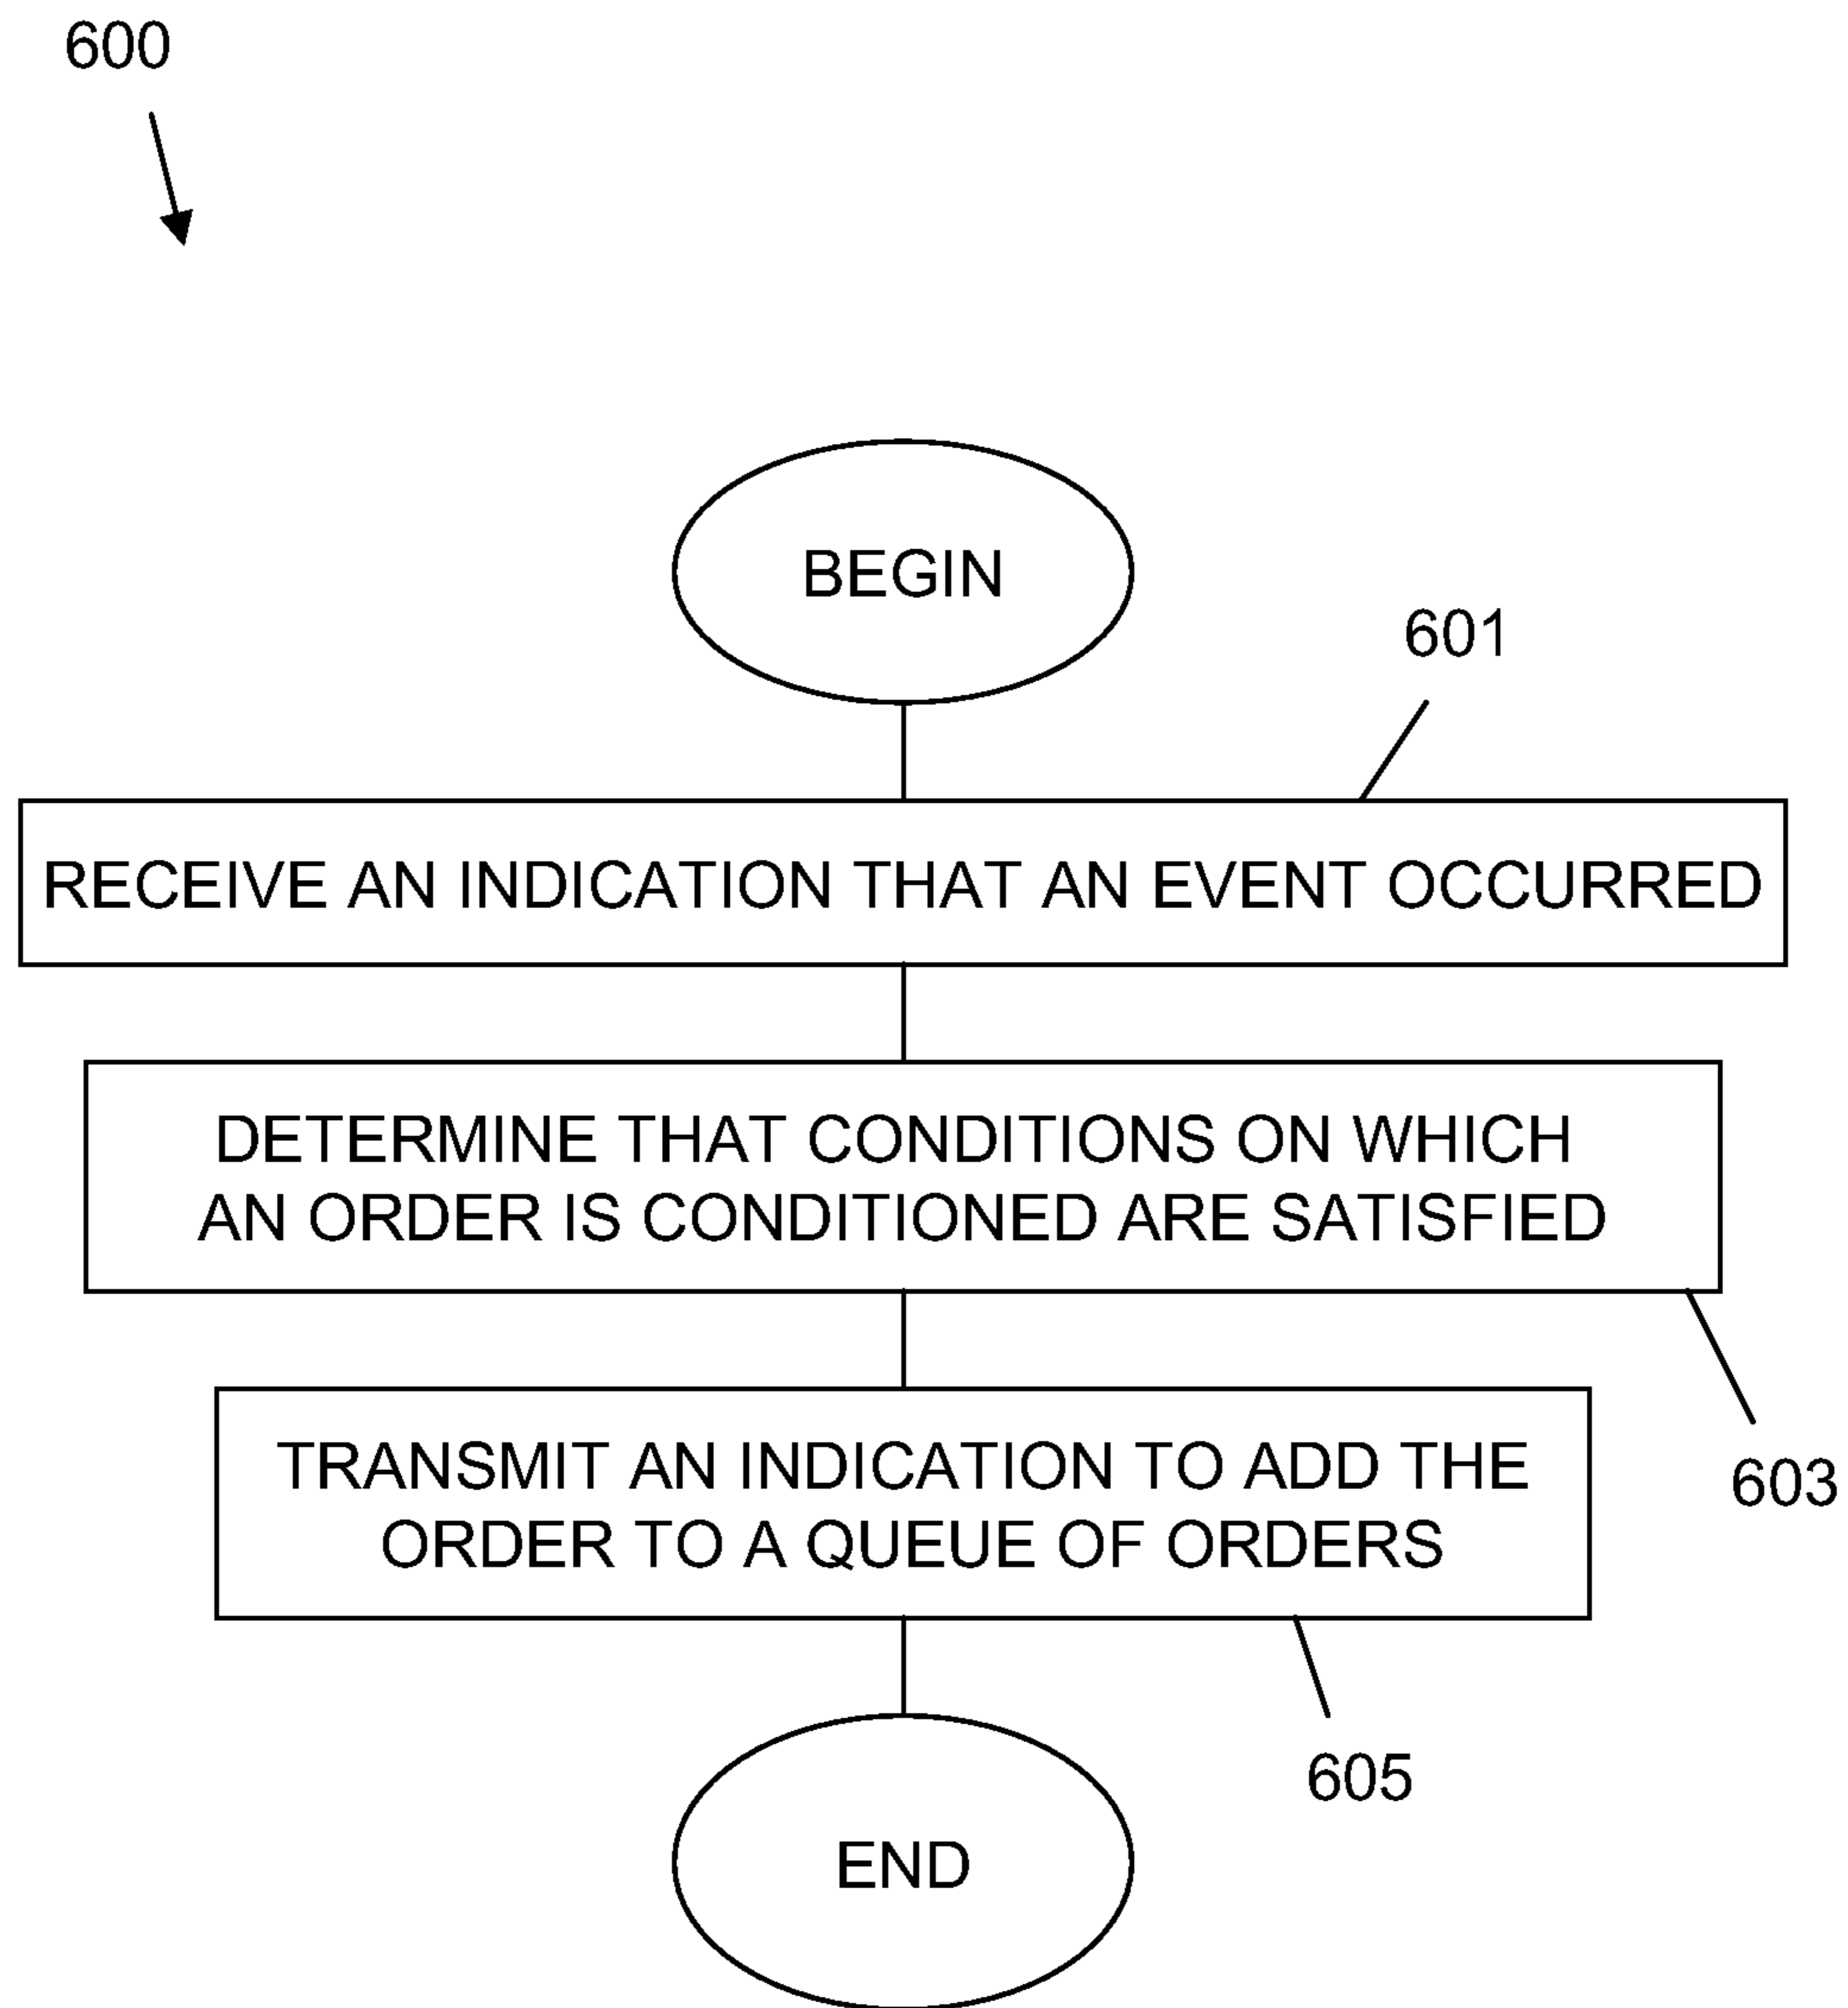 600
BEGIN
601
RECEIVE AN INDICATION THAT AN EVENT OCCURRED
DETERMINE THAT CONDITIONS ON WHICH
AN ORDER IS CONDITIONED ARE SATISFIED
603
TRANSMIT AN INDICATION TO ADD THE
ORDER TO A QUEUE OF ORDERS
605
END